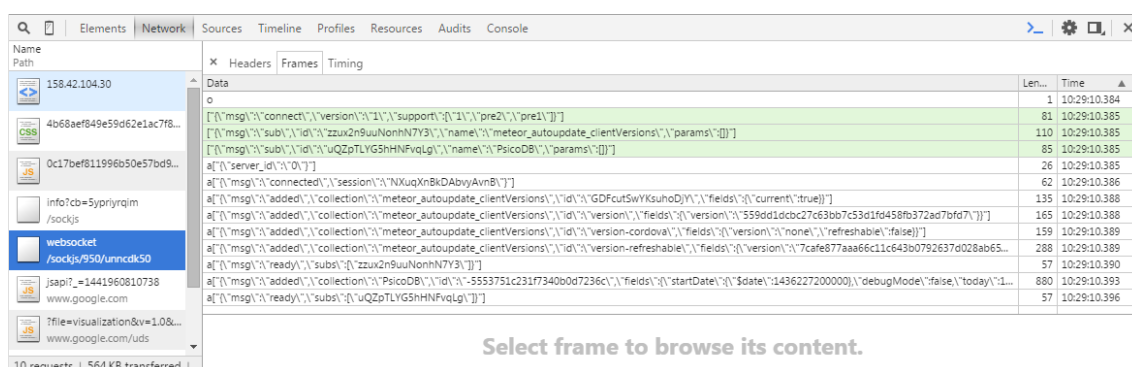 Elements Network Sources Timeline Profiles Resources Audits Console
Name
Path
× Headers Frames Timing
Data Len... Time
158.42.104.30
4b68aef849e59d62e1ac7f8...
0c17bef811996b50e57bd9...
info?cb=5ypriyrqim
/sockjs
websocket
/sockjs/950/unncdk50
jsapi?_=1441960810738
www.google.com
?file=visualization&v=1.0&...
www.google.com/uds
10 requests | 564 KB transferred |
o 1 10:29:10.384
["{\"msg\":\"connect\",\"version\":\"1\",\"support\":[\"1\",\"pre2\",\"pre1\"]}"] 81 10:29:10.385
["{\"msg\":\"sub\",\"id\":\"zzux2n9uuNonhN7Y3\",\"name\":\"meteor_autoupdate_clientVersions\",\"params\":[]}"] 110 10:29:10.385
["{\"msg\":\"sub\",\"id\":\"uQZpTLYG5hHNFvqLg\",\"name\":\"PsicoDB\",\"params\":[]}"] 85 10:29:10.385
a["{\"server_id\":\"0\"}"] 26 10:29:10.385
a["{\"msg\":\"connected\",\"session\":\"NXuqXnBkDAbvyAvnB\"}"] 62 10:29:10.386
a["{\"msg\":\"added\",\"collection\":\"meteor_autoupdate_clientVersions\",\"id\":\"GDFcutSwYKsuhoDjY\",\"fields\":{\"current\":true}}"] 135 10:29:10.388
a["{\"msg\":\"added\",\"collection\":\"meteor_autoupdate_clientVersions\",\"id\":\"version\",\"fields\":{\"version\":\"559dd1dcbc27c63bb7c53d1fd458fb372ad7bfd7\"}}"] 165 10:29:10.388
a["{\"msg\":\"added\",\"collection\":\"meteor_autoupdate_clientVersions\",\"id\":\"version-cordova\",\"fields\":{\"version\":\"none\",\"refreshable\":false}}"] 159 10:29:10.389
a["{\"msg\":\"added\",\"collection\":\"meteor_autoupdate_clientVersions\",\"id\":\"version-refreshable\",\"fields\":{\"version\":\"7cafe877aaa66c11c643b0792637d028ab65... 288 10:29:10.389
a["{\"msg\":\"ready\",\"subs\":[\"zzux2n9uuNonhN7Y3\"]}"] 57 10:29:10.390
a["{\"msg\":\"added\",\"collection\":\"PsicoDB\",\"id\":\"-5553751c231f7340b0d7236c\",\"fields\":{\"startDate\":{\"$date\":1436227200000},\"debugMode\":false,\"today\":1... 880 10:29:10.393
a["{\"msg\":\"ready\",\"subs\":[\"uQZpTLYG5hHNFvqLg\"]}"] 57 10:29:10.396
Select frame to browse its content.